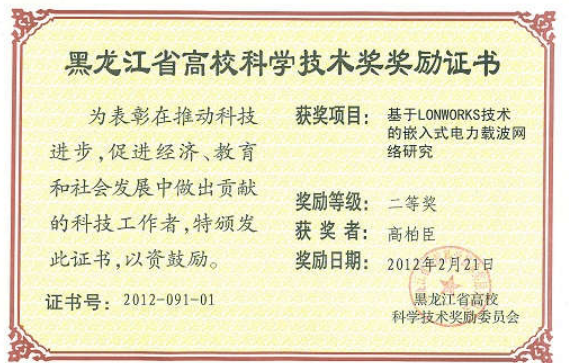 黑龙江省高校科学技术奖奖励证书
为表彰在推动科技
进步,促进经济、教育
和社会发展中做出贡献
的科技工作者,特颁发
此证书,以资鼓励。
证书号: 2012-091-01
获奖项目: 基于LONWORKS技术
的嵌入式电力载波网
络研究
奖励等级: 二等奖
获奖者: 高柏臣
奖励日期: 2012年2月21日
黑龙江省高校
科学技术奖励委员会